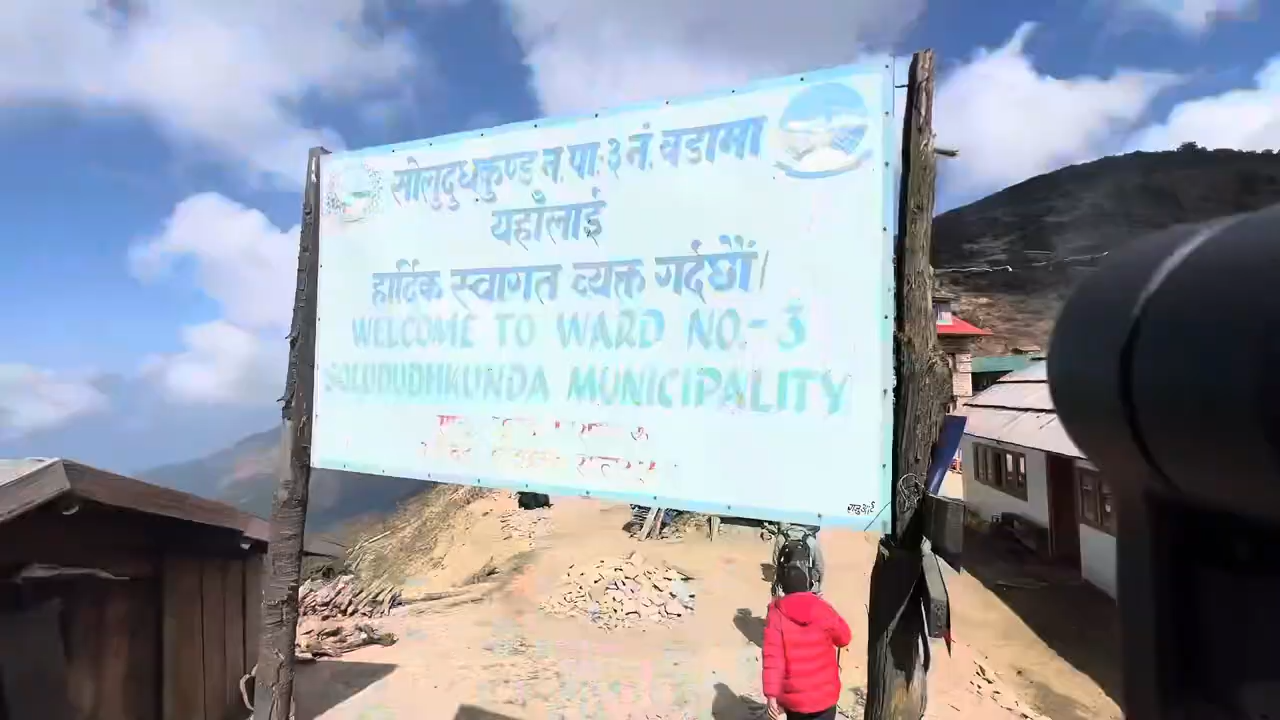 सोलुदुधकुण्ड न.पा. ३ नं. वडामा
यहाँलाई
हार्दिक स्वागत व्यक्त गर्दछौं।
WELCOME TO WARD NO.- 3
SOLUDUDHKUNDA MUNICIPALITY